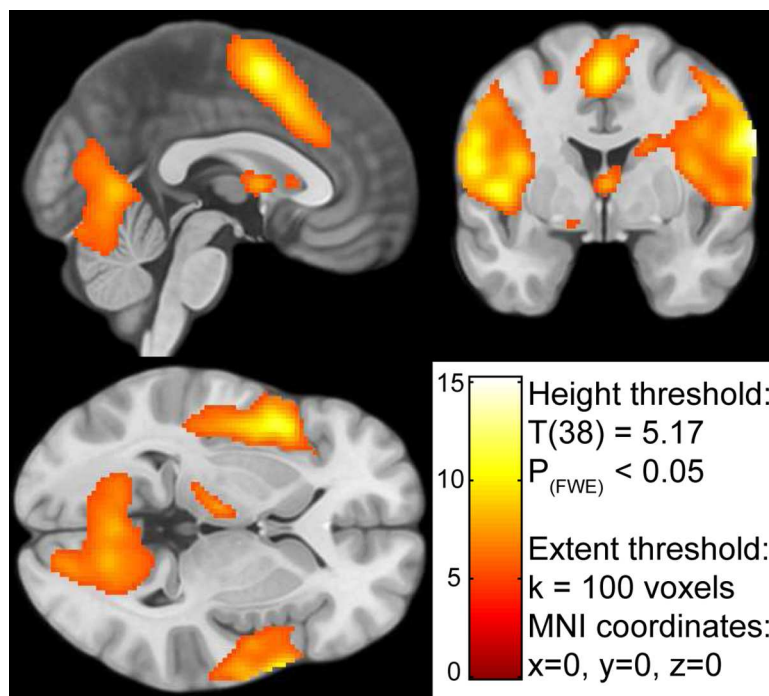 15
10
5
0
Height threshold:
T(38) = 5.17
P(FWE) < 0.05
Extent threshold:
k = 100 voxels
MNI coordinates:
x=0, y=0, z=0